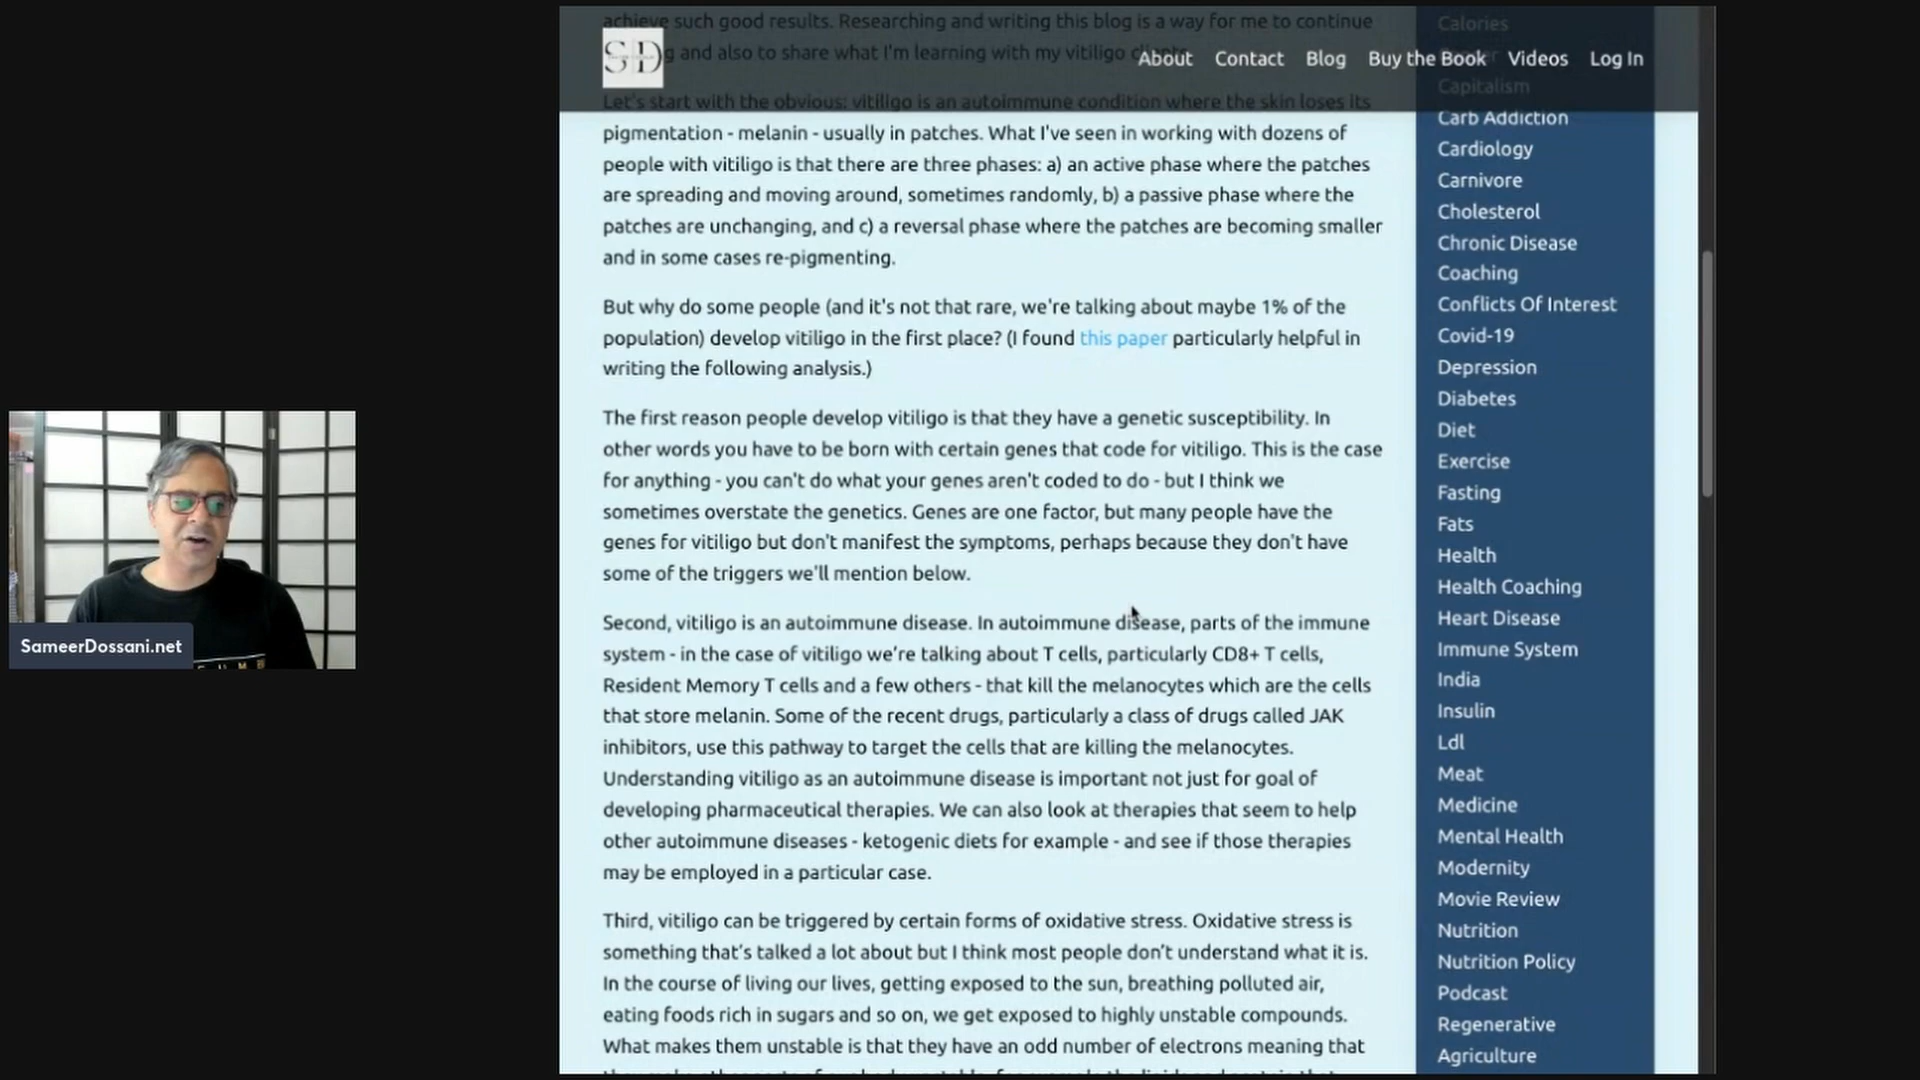 achieve such good results. Researching and writing this blog is a way for me to continue
g and also to share what I'm learning with my vitiligo
SD
About Contact Blog Buy the Book Videos Log In
Let's start with the obvious: vitiligo is an autoimmune condition where the skin loses its
pigmentation - melanin - usually in patches. What I've seen in working with dozens of
people with vitiligo is that there are three phases: a) an active phase where the patches
are spreading and moving around, sometimes randomly, b) a passive phase where the
patches are unchanging, and c) a reversal phase where the patches are becoming smaller
and in some cases re-pigmenting.
But why do some people (and it's not that rare, we're talking about maybe 1% of the
population) develop vitiligo in the first place? (I found this paper particularly helpful in
writing the following analysis.)
The first reason people develop vitiligo is that they have a genetic susceptibility. In
other words you have to be born with certain genes that code for vitiligo. This is the case
for anything - you can't do what your genes aren't coded to do - but I think we
sometimes overstate the genetics. Genes are one factor, but many people have the
genes for vitiligo but don't manifest the symptoms, perhaps because they don't have
some of the triggers we'll mention below.
Second, vitiligo is an autoimmune disease. In autoimmune disease, parts of the immune
system - in the case of vitiligo we’re talking about T cells, particularly CD8+ T cells,
Resident Memory T cells and a few others - that kill the melanocytes which are the cells
that store melanin. Some of the recent drugs, particularly a class of drugs called JAK
inhibitors, use this pathway to target the cells that are killing the melanocytes.
Understanding vitiligo as an autoimmune disease is important not just for goal of
developing pharmaceutical therapies. We can also look at therapies that seem to help
other autoimmune diseases - ketogenic diets for example - and see if those therapies
may be employed in a particular case.
Third, vitiligo can be triggered by certain forms of oxidative stress. Oxidative stress is
something that’s talked a lot about but I think most people don’t understand what it is.
In the course of living our lives, getting exposed to the sun, breathing polluted air,
eating foods rich in sugars and so on, we get exposed to highly unstable compounds.
What makes them unstable is that they have an odd number of electrons meaning that
Calories
Capitalism
Carb Addiction
Cardiology
Carnivore
Cholesterol
Chronic Disease
Coaching
Conflicts Of Interest
Covid-19
Depression
Diabetes
Diet
Exercise
Fasting
Fats
Health
Health Coaching
Heart Disease
Immune System
India
Insulin
Ldl
Meat
Medicine
Mental Health
Modernity
Movie Review
Nutrition
Nutrition Policy
Podcast
Regenerative
Agriculture
SameerDossani.net